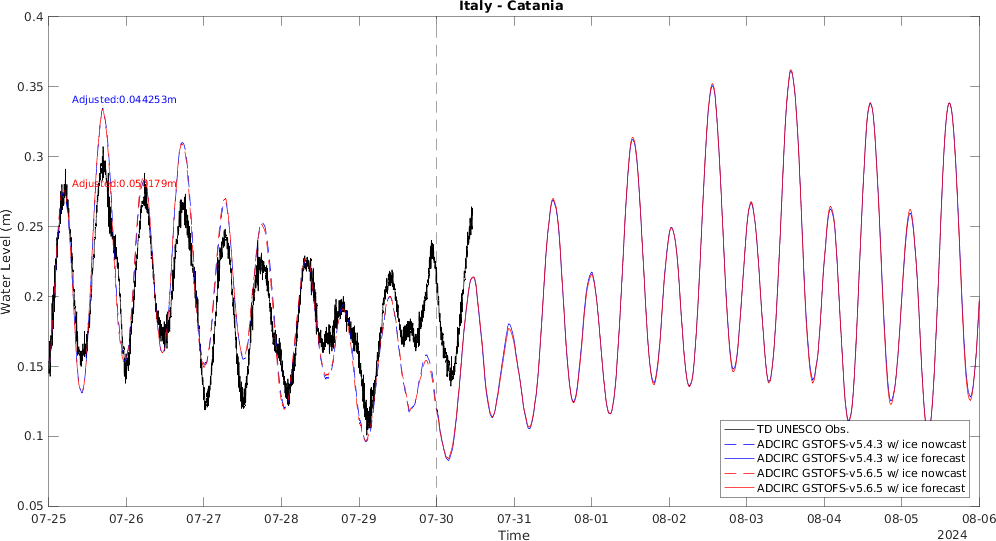 Italy - Catania
0.4
0.35
0.3
0.25
0.2
0.15
0.1
0.05
Water Level (m)
Adjusted:0.044253m
TD UNESCO Obs.
ADCIRC GSTOFS-v5.4.3 w/ ice nowcast
ADCIRC GSTOFS-v5.4.3 w/ ice forecast
ADCIRC GSTOFS-v5.6.5 w/ ice nowcast
ADCIRC GSTOFS-v5.6.5 w/ ice forecast
07-25 07-26 07-27 07-28 07-29 07-30 07-31 08-01 08-02 08-03 08-04 08-05 08-06
Time
2024